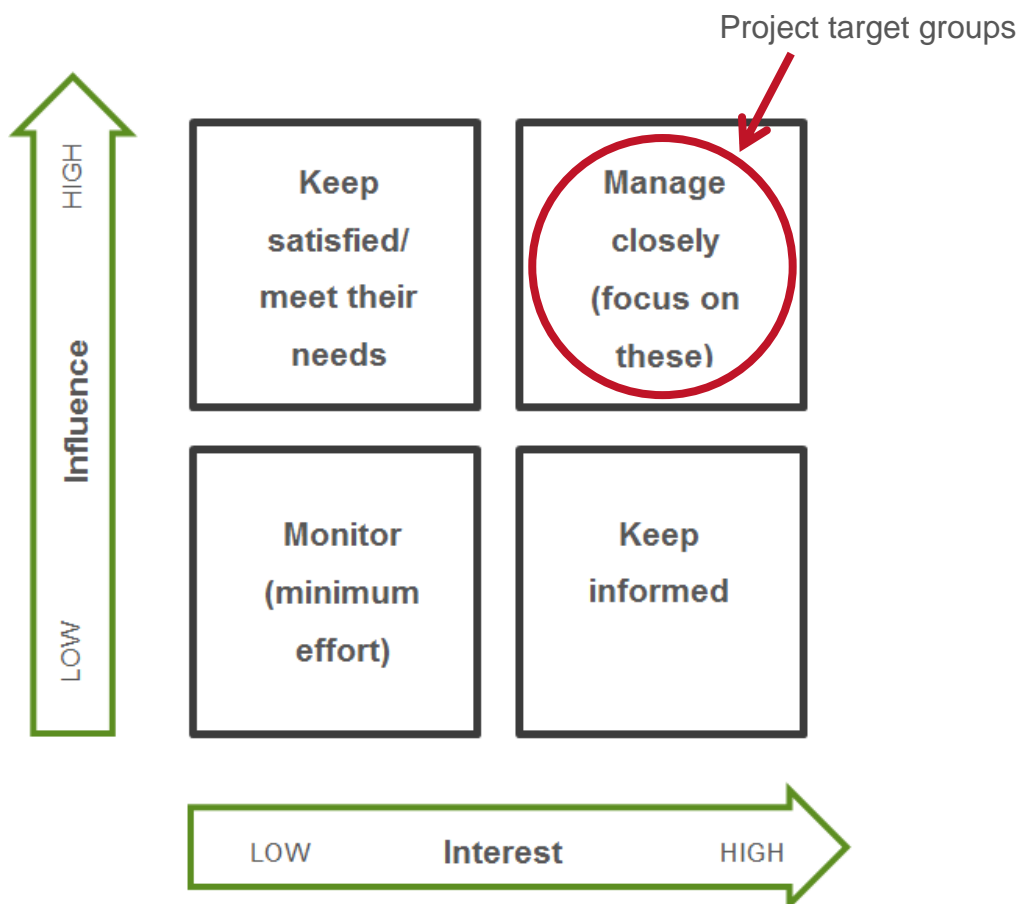 Project target groups
HIGH
Influence
LOW
Keep
satisfied/
meet their
needs
Manage
closely
(focus on
these)
Monitor
(minimum
effort)
Keep
informed
LOW
Interest
HIGH